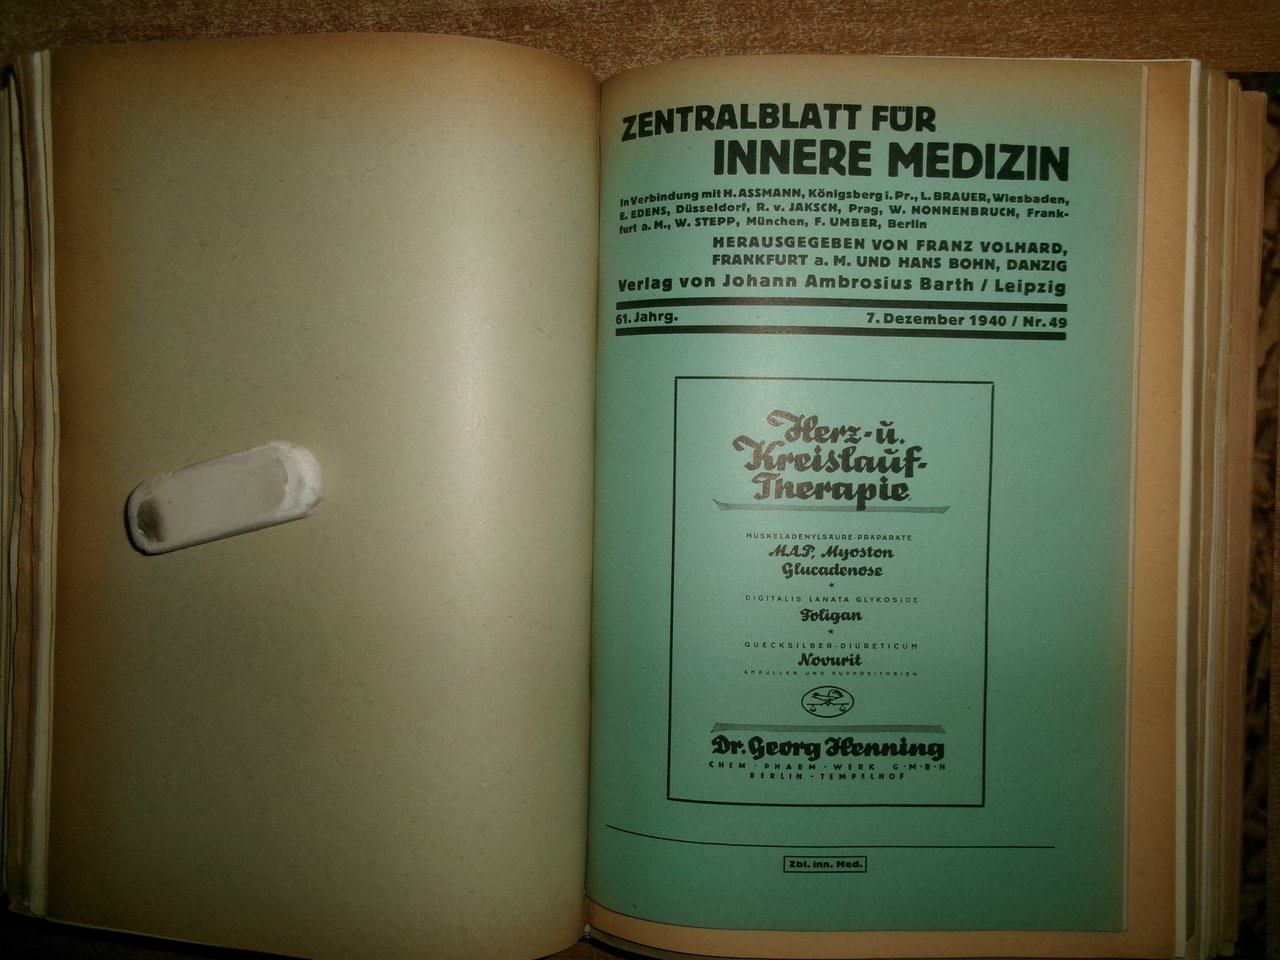 ZENTRALBLATT FÜR
INNERE MEDIZIN
In Verbindung mit H. ASSMANN, Königsberg i. Pr., L. BRAUER, Wiesbaden,
E. EDENS, Düsseldorf, R. v. JAKSCH, Prag, W. NONNENBRUCH, Frank-
furt a. M., W. STEPP, München, F. UMBER, Berlin
HERAUSGEGEBEN VON FRANZ VOLHARD,
FRANKFURT a. M. UND HANS BOHN, DANZIG
Verlag von Johann Ambrosius Barth / Leipzig
61. Jahrg. 7. Dezember 1940 / Nr. 49
Herz- u.
Kreislauf-
Therapie
MUSKELADENYLSÄURE-PRÄPARATE
M.A.P., Myoston
Glucadenose
DIGITALIS LANATA GLYKOSIDE
Foligan
QUECKSILBER-DIURETICUM
Novurit
AMPULLEN UND SUPPOSITORIEN
Dr. Georg Henning
CHEM · PHARM · WERK G·M·B·H
BERLIN - TEMPELHOF
Zbl. inn. Med.